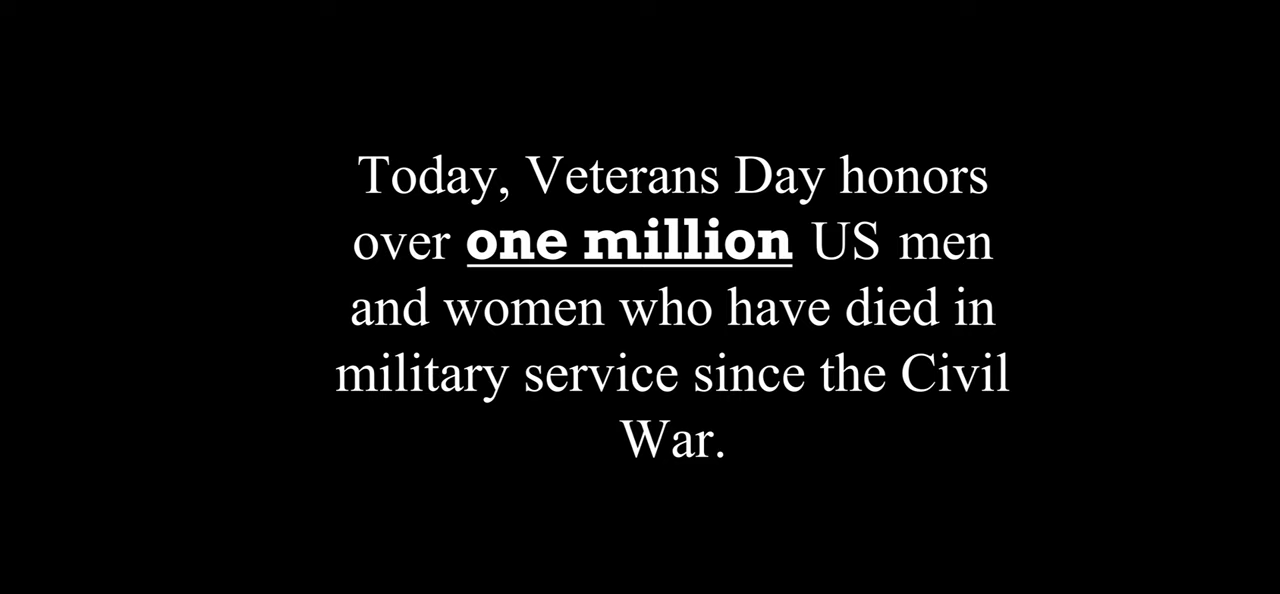 Today, Veterans Day honors
over one million US men
and women who have died in
military service since the Civil
War.